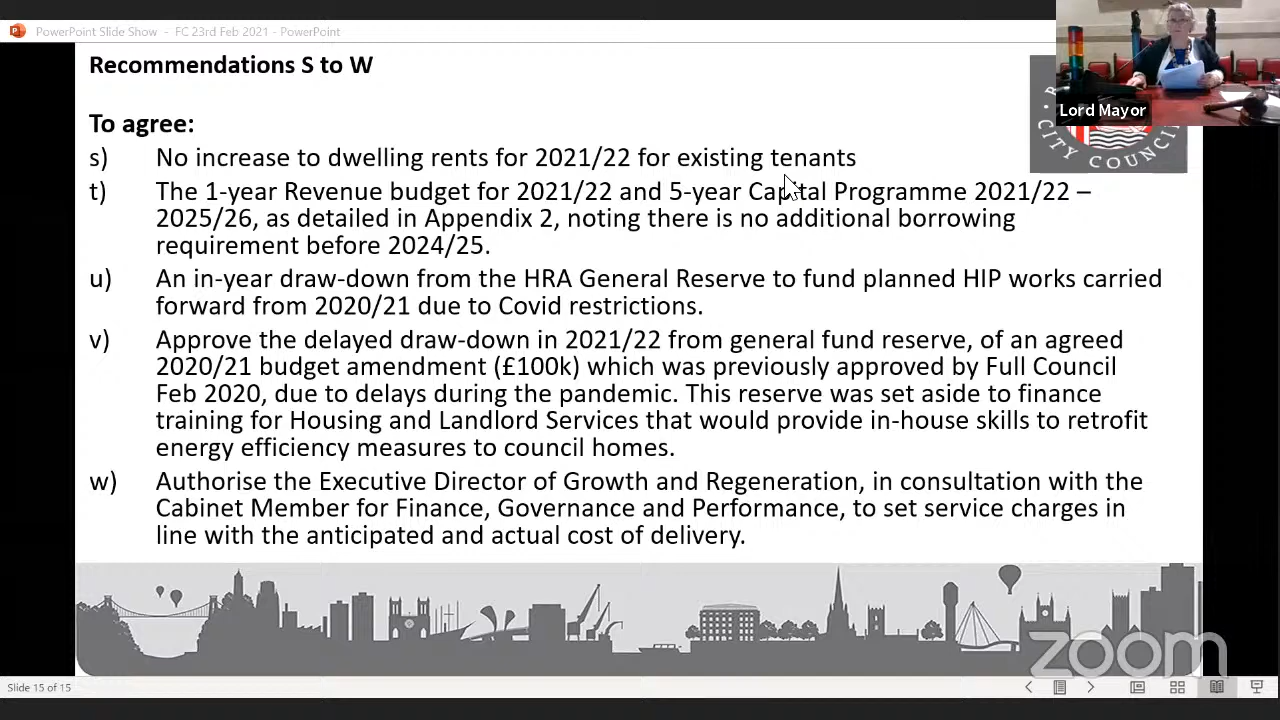 PowerPoint Slide Show - FC 23rd Feb 2021 - PowerPoint
Recommendations S to W
Lord Mayor
CITY COUNCIL
To agree:
s) No increase to dwelling rents for 2021/22 for existing tenants
t) The 1-year Revenue budget for 2021/22 and 5-year Capital Programme 2021/22 –
2025/26, as detailed in Appendix 2, noting there is no additional borrowing
requirement before 2024/25.
u) An in-year draw-down from the HRA General Reserve to fund planned HIP works carried
forward from 2020/21 due to Covid restrictions.
v) Approve the delayed draw-down in 2021/22 from general fund reserve, of an agreed
2020/21 budget amendment (£100k) which was previously approved by Full Council
Feb 2020, due to delays during the pandemic. This reserve was set aside to finance
training for Housing and Landlord Services that would provide in-house skills to retrofit
energy efficiency measures to council homes.
w) Authorise the Executive Director of Growth and Regeneration, in consultation with the
Cabinet Member for Finance, Governance and Performance, to set service charges in
line with the anticipated and actual cost of delivery.
zoom
Slide 15 of 15